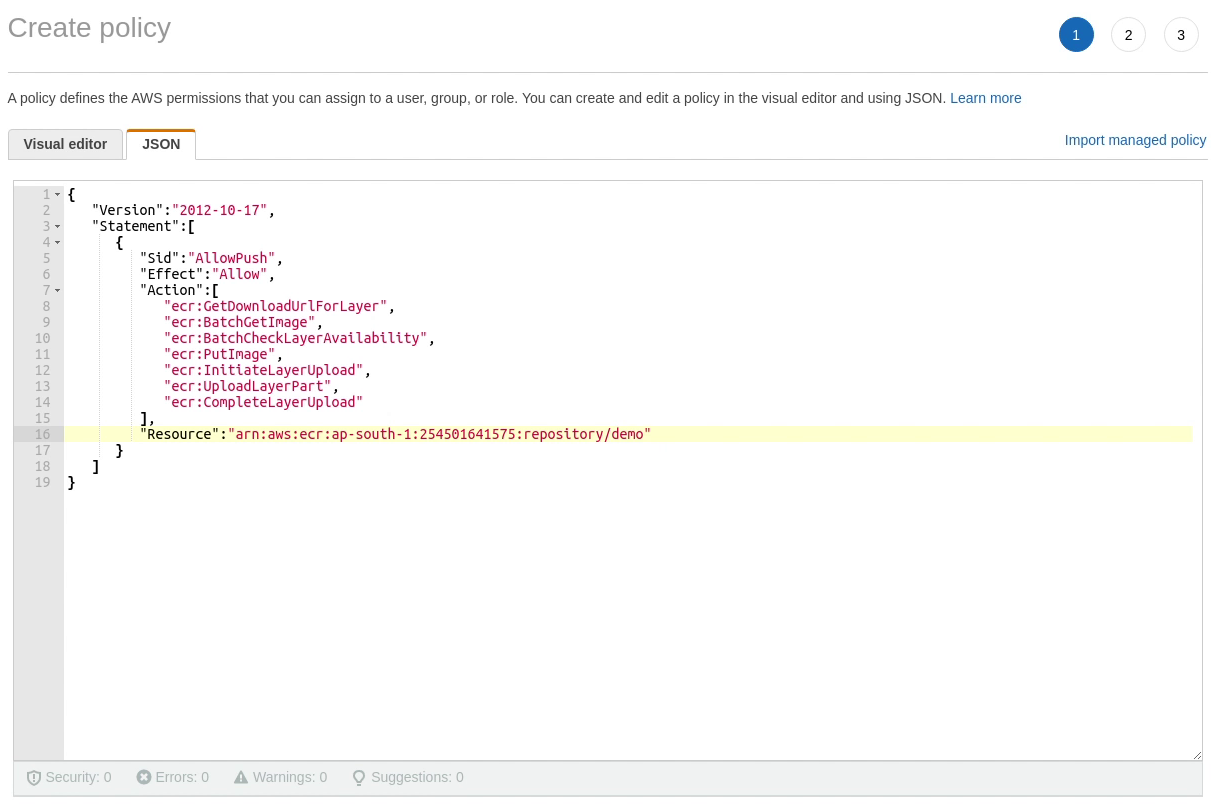 Create policy
1 2 3
A policy defines the AWS permissions that you can assign to a user, group, or role. You can create and edit a policy in the visual editor and using JSON. Learn more
Visual editor JSON Import managed policy
1 {
2 "Version":"2012-10-17",
3 "Statement":[
4 {
5 "Sid":"AllowPush",
6 "Effect":"Allow",
7 "Action":[
8 "ecr:GetDownloadUrlForLayer",
9 "ecr:BatchGetImage",
10 "ecr:BatchCheckLayerAvailability",
11 "ecr:PutImage",
12 "ecr:InitiateLayerUpload",
13 "ecr:UploadLayerPart",
14 "ecr:CompleteLayerUpload"
15 ],
16 "Resource":"arn:aws:ecr:ap-south-1:254501641575:repository/demo"
17 }
18 ]
19 }
Security: 0 Errors: 0 Warnings: 0 Suggestions: 0